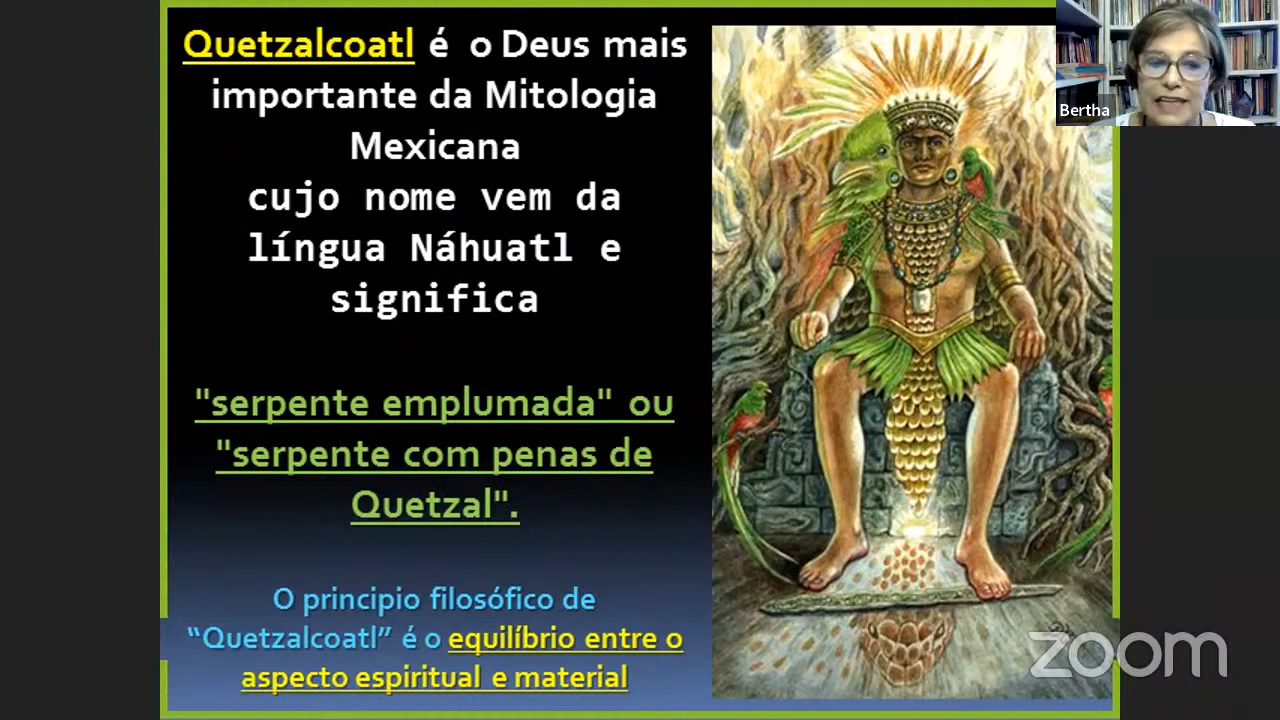 Quetzalcoatl é o Deus mais
importante da Mitologia
Mexicana
cujo nome vem da
língua Náhuatl e
significa
"serpente emplumada" ou
"serpente com penas de
Quetzal".
O principio filosófico de
“Quetzalcoatl” é o equilíbrio entre o
aspecto espiritual e material
Bertha
zoom